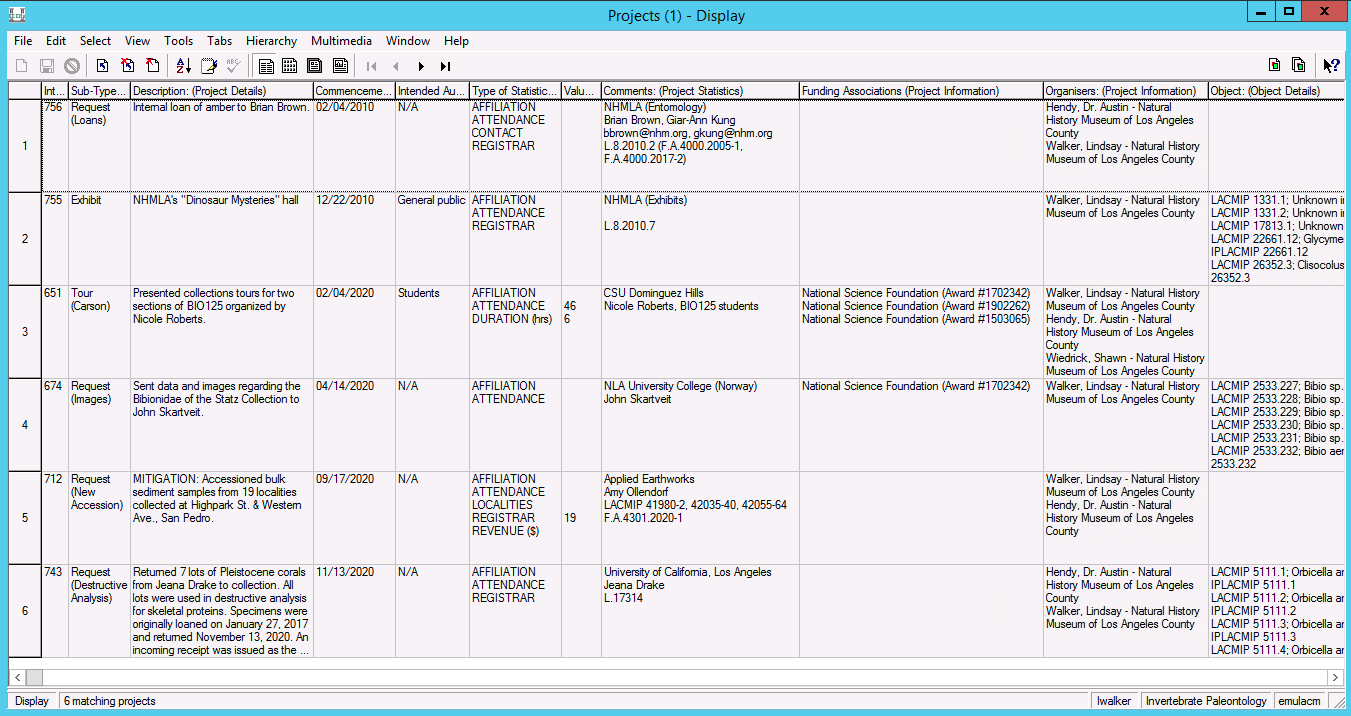 Projects (1) - Display
File Edit Select View Tools Tabs Hierarchy Multimedia Window Help
Int... Sub-Type... Description: (Project Details) Commenceme... Intended Au... Type of Statistic... Valu... Comments: (Project Statistics) Funding Associations (Project Information) Organisers: (Project Information) Object: (Object Details)
1
756
Request
(Loans)
Internal loan of amber to Brian Brown.
02/04/2010
N/A
AFFILIATION
ATTENDANCE
CONTACT
REGISTRAR
NHMLA (Entomology)
Brian Brown, Giar-Ann Kung
bbrown@nhm.org, gkung@nhm.org
L.8.2010.2 (F.A.4000.2005-1,
F.A.4000.2017-2)
Hendy, Dr. Austin - Natural
History Museum of Los Angeles
County
Walker, Lindsay - Natural History
Museum of Los Angeles County
2
755
Exhibit
NHMLA's "Dinosaur Mysteries" hall
12/22/2010
General public
AFFILIATION
ATTENDANCE
REGISTRAR
NHMLA (Exhibits)
L.8.2010.7
Walker, Lindsay - Natural History
Museum of Los Angeles County
LACMIP 1331.1; Unknown i
LACMIP 1331.2; Unknown i
LACMIP 17813.1; Unknown
LACMIP 22661.12; Glycyme
IPLACMIP 22661.12
LACMIP 26352.3; Clisocolus
26352.3
3
651
Tour
(Carson)
Presented collections tours for two
sections of BIO125 organized by
Nicole Roberts.
02/04/2020
Students
AFFILIATION
ATTENDANCE
DURATION (hrs)
46
6
CSU Dominguez Hills
Nicole Roberts, BIO125 students
National Science Foundation (Award #1702342)
National Science Foundation (Award #1902262)
National Science Foundation (Award #1503065)
Walker, Lindsay - Natural History
Museum of Los Angeles County
Hendy, Dr. Austin - Natural
History Museum of Los Angeles
County
Wiedrick, Shawn - Natural History
Museum of Los Angeles County
4
674
Request
(Images)
Sent data and images regarding the
Bibionidae of the Statz Collection to
John Skartveit.
04/14/2020
N/A
AFFILIATION
ATTENDANCE
NLA University College (Norway)
John Skartveit
National Science Foundation (Award #1702342)
Walker, Lindsay - Natural History
Museum of Los Angeles County
LACMIP 2533.227; Bibio sp.
LACMIP 2533.228; Bibio sp.
LACMIP 2533.229; Bibio sp.
LACMIP 2533.230; Bibio sp.
LACMIP 2533.231; Bibio sp.
LACMIP 2533.232; Bibio aer
2533.232
5
712
Request
(New
Accession)
MITIGATION: Accessioned bulk
sediment samples from 19 localities
collected at Highpark St. & Western
Ave., San Pedro.
09/17/2020
N/A
AFFILIATION
ATTENDANCE
LOCALITIES
REGISTRAR
REVENUE ($)
19
Applied Earthworks
Amy Ollendorf
LACMIP 41980-2, 42035-40, 42055-64
F.A.4301.2020-1
Walker, Lindsay - Natural History
Museum of Los Angeles County
Hendy, Dr. Austin - Natural
History Museum of Los Angeles
County
6
743
Request
(Destructive
Analysis)
Returned 7 lots of Pleistocene corals
from Jeana Drake to collection. All
lots were used in destructive analysis
for skeletal proteins. Specimens were
originally loaned on January 27, 2017
and returned November 13, 2020. An
incoming receipt was issued as the ...
11/13/2020
N/A
AFFILIATION
ATTENDANCE
REGISTRAR
University of California, Los Angeles
Jeana Drake
L.17314
Hendy, Dr. Austin - Natural
History Museum of Los Angeles
County
Walker, Lindsay - Natural History
Museum of Los Angeles County
LACMIP 5111.1; Orbicella an
IPLACMIP 5111.1
LACMIP 5111.2; Orbicella an
IPLACMIP 5111.2
LACMIP 5111.3; Orbicella an
IPLACMIP 5111.3
LACMIP 5111.4; Orbicella an
Display 6 matching projects lwalker Invertebrate Paleontology emulacm